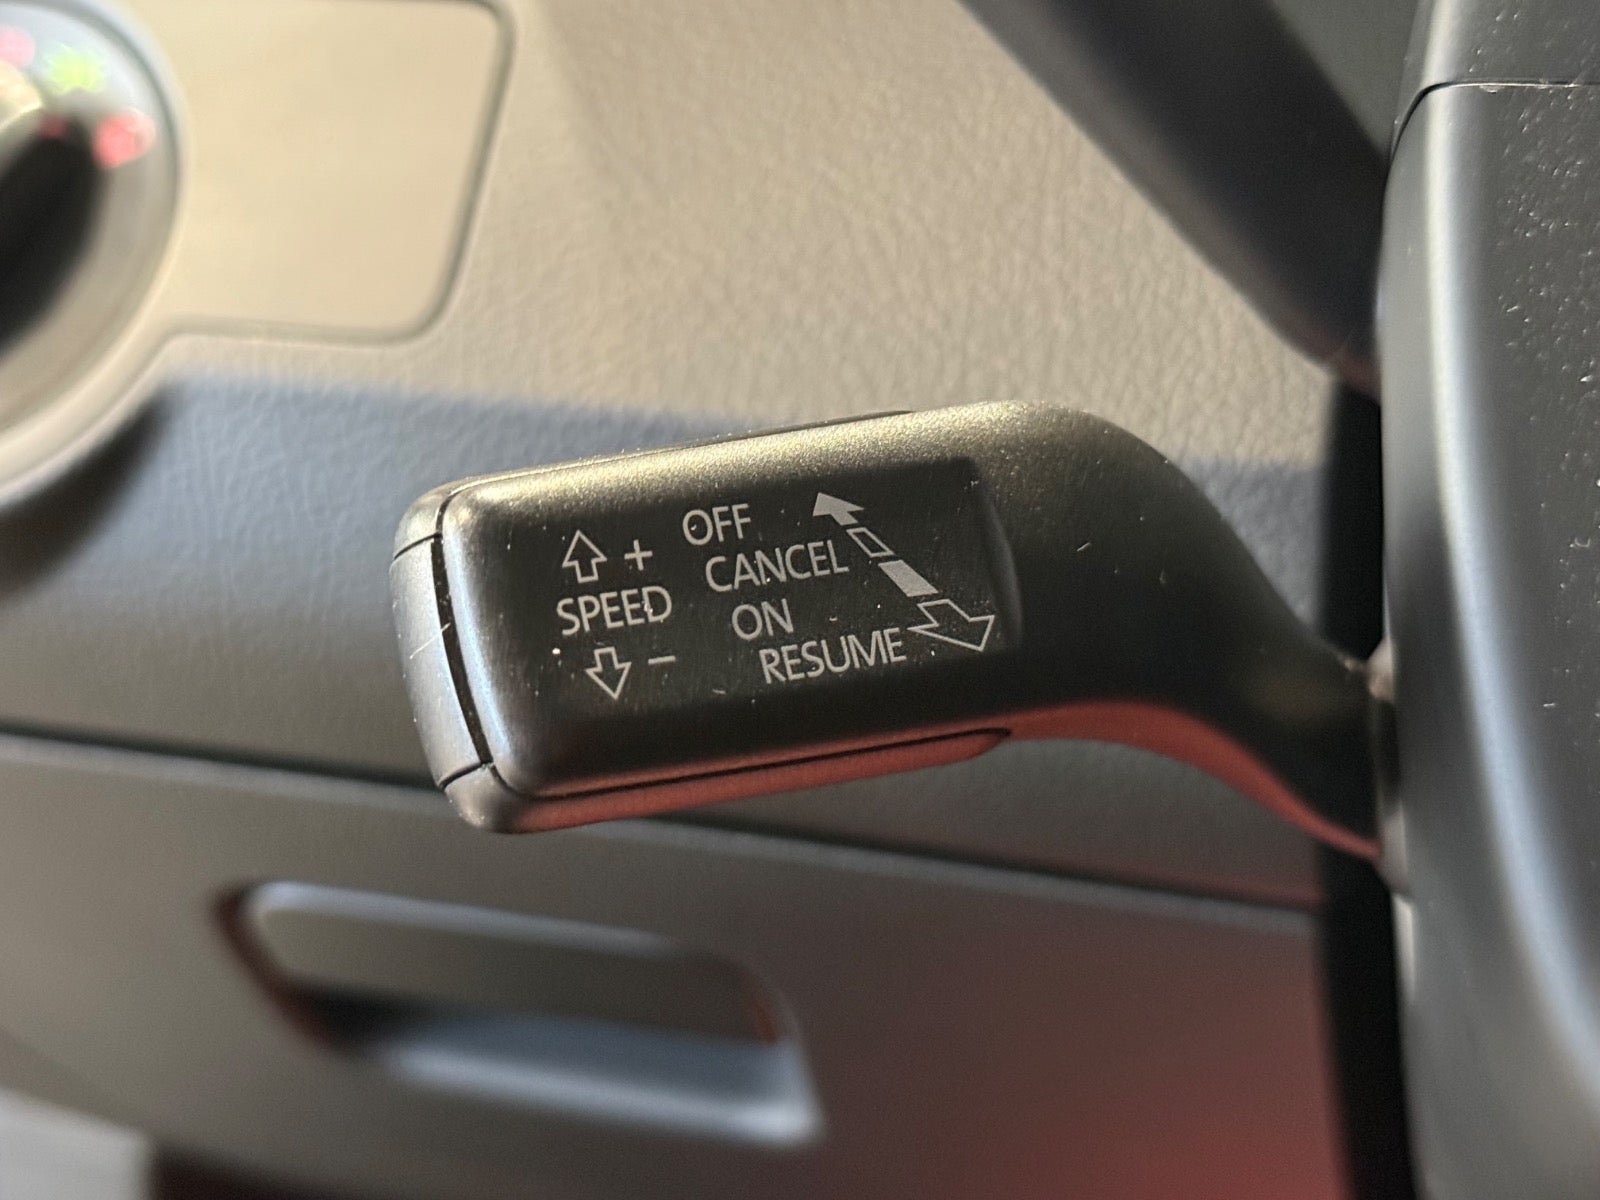 + 
SPEED
–
OFF
CANCEL
ON
RESUME